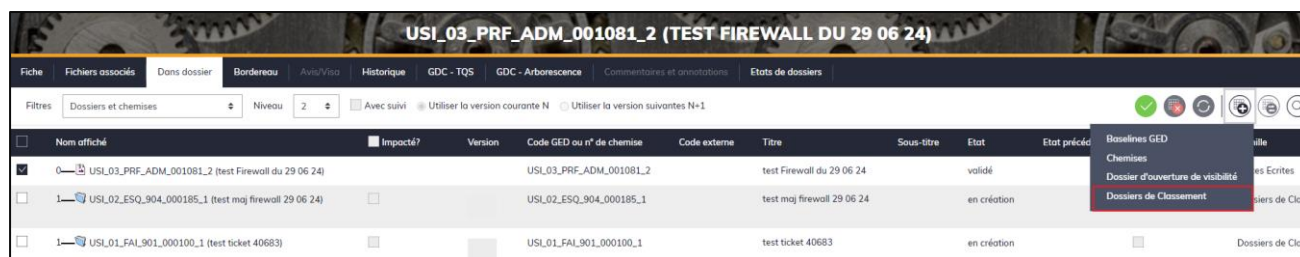 USI_03_PRF_ADM_001081_2 (TEST FIREWALL DU 29 06 24)
Fiche Fichiers associés Dans dossier Bordereau Avis/Visa Historique GDC - TQS GDC - Arborescence Commentaires et annotations Etats de dossiers
Filtres Dossiers et chemises Niveau 2 Avec suivi Utiliser la version courante N Utiliser la version suivantes N+1
Nom affiché Impacté? Version Code GED ou n° de chemise Code externe Titre Sous-titre Etat Etat précéd
Baselines GED
Chemises
Dossier d'ouverture de visibilité
Dossiers de Classement
0 USI_03_PRF_ADM_001081_2 (test Firewall du 29 06 24) USI_03_PRF_ADM_001081_2 test Firewall du 29 06 24 validé es Ecrites
1 USI_02_ESQ_904_000185_1 (test maj firewall 29 06 24) USI_02_ESQ_904_000185_1 test maj firewall 29 06 24 en création siers de Cla
1 USI_01_FAI_901_000100_1 (test ticket 40683) USI_01_FAI_901_000100_1 test ticket 40683 en création Dossiers de Cla